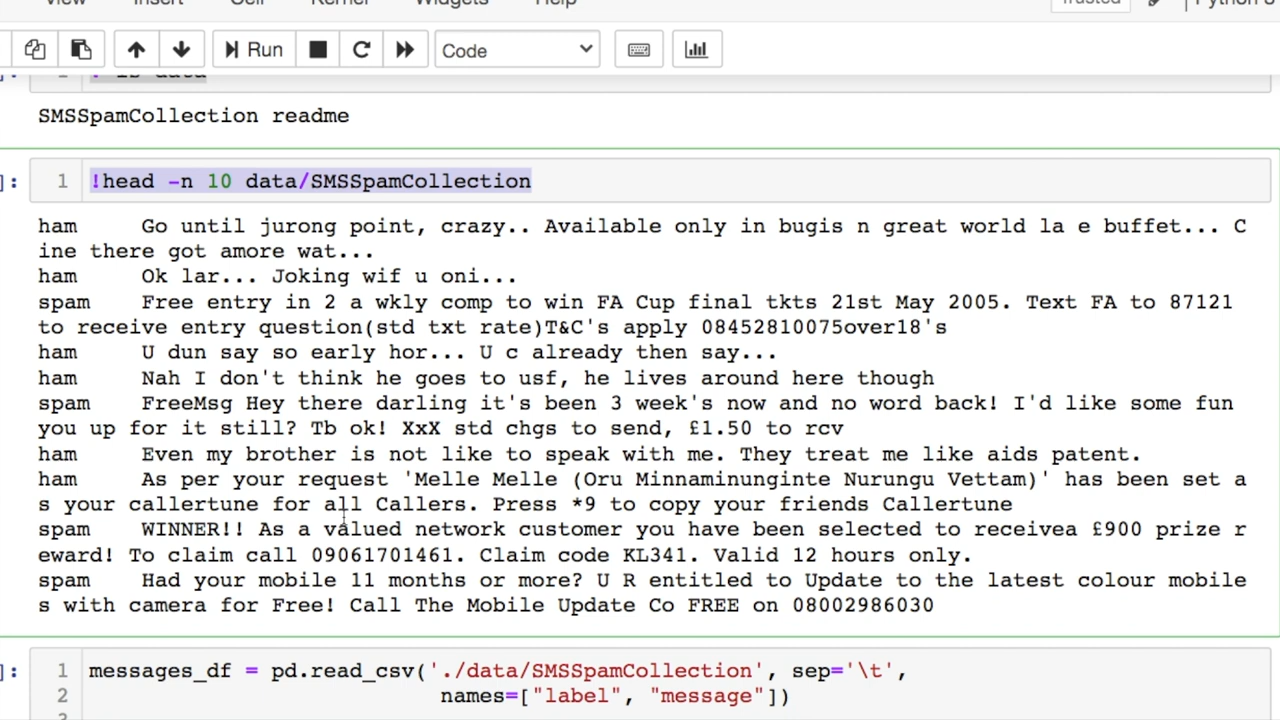 View Insert Cell Kernel Widgets Help Trusted Python 3
Run Code
]: 1 ! ls data
SMSSpamCollection readme
]: 1 !head -n 10 data/SMSSpamCollection
ham Go until jurong point, crazy.. Available only in bugis n great world la e buffet... C
ine there got amore wat...
ham Ok lar... Joking wif u oni...
spam Free entry in 2 a wkly comp to win FA Cup final tkts 21st May 2005. Text FA to 87121
to receive entry question(std txt rate)T&C's apply 08452810075over18's
ham U dun say so early hor... U c already then say...
ham Nah I don't think he goes to usf, he lives around here though
spam FreeMsg Hey there darling it's been 3 week's now and no word back! I'd like some fun
you up for it still? Tb ok! XxX std chgs to send, £1.50 to rcv
ham Even my brother is not like to speak with me. They treat me like aids patent.
ham As per your request 'Melle Melle (Oru Minnaminunginte Nurungu Vettam)' has been set a
s your callertune for all Callers. Press *9 to copy your friends Callertune
spam WINNER!! As a valued network customer you have been selected to receivea £900 prize r
eward! To claim call 09061701461. Claim code KL341. Valid 12 hours only.
spam Had your mobile 11 months or more? U R entitled to Update to the latest colour mobile
s with camera for Free! Call The Mobile Update Co FREE on 08002986030
]: 1 messages_df = pd.read_csv('./data/SMSSpamCollection', sep='\t',
2 names=["label", "message"])
3